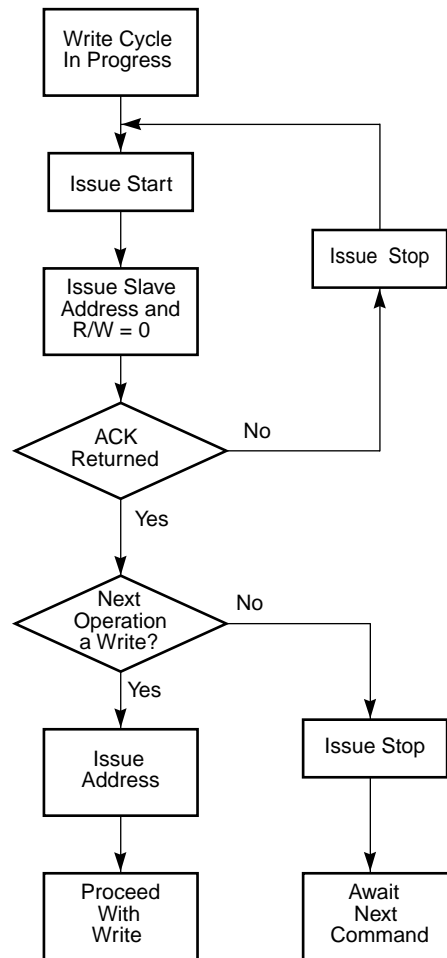 Write Cycle
In Progress
Issue Start
Issue Stop
Issue Slave
Address and
R/W = 0
ACK
Returned
No
Yes
Next
Operation
a Write?
No
Yes
Issue
Address
Issue Stop
Proceed
With
Write
Await
Next
Command